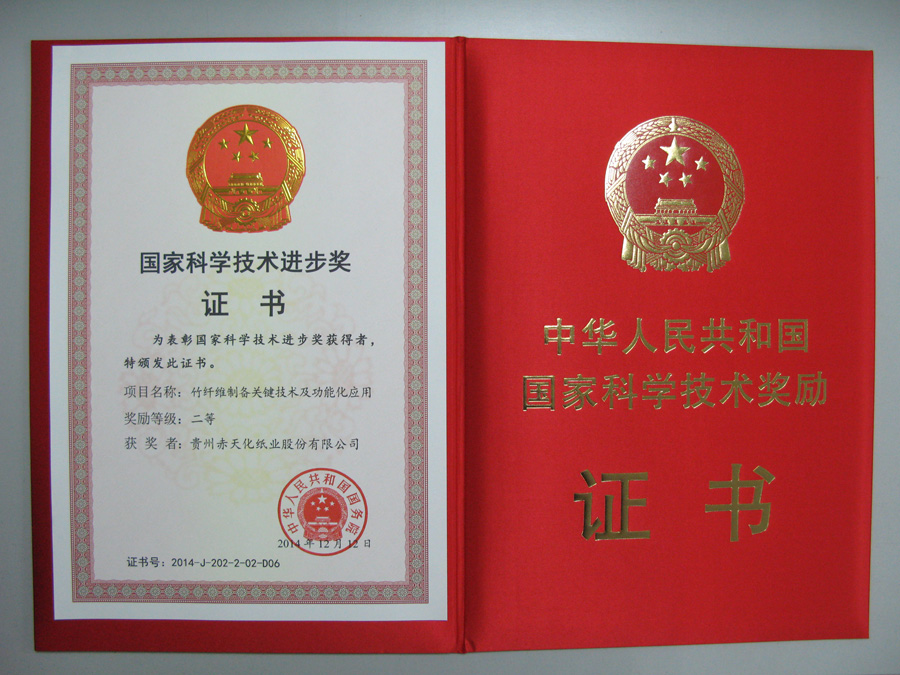 国家科学技术进步奖
证书
为表彰国家科学技术进步奖获得者，
特颁发此证书。
项目名称：竹纤维制备关键技术及功能化应用
奖励等级：二等
获奖者：贵州赤天化纸业股份有限公司
中华人民共和国国务院
2014年12月12日
证书号：2014-J-202-2-02-D06
中华人民共和国
国家科学技术奖励
证书